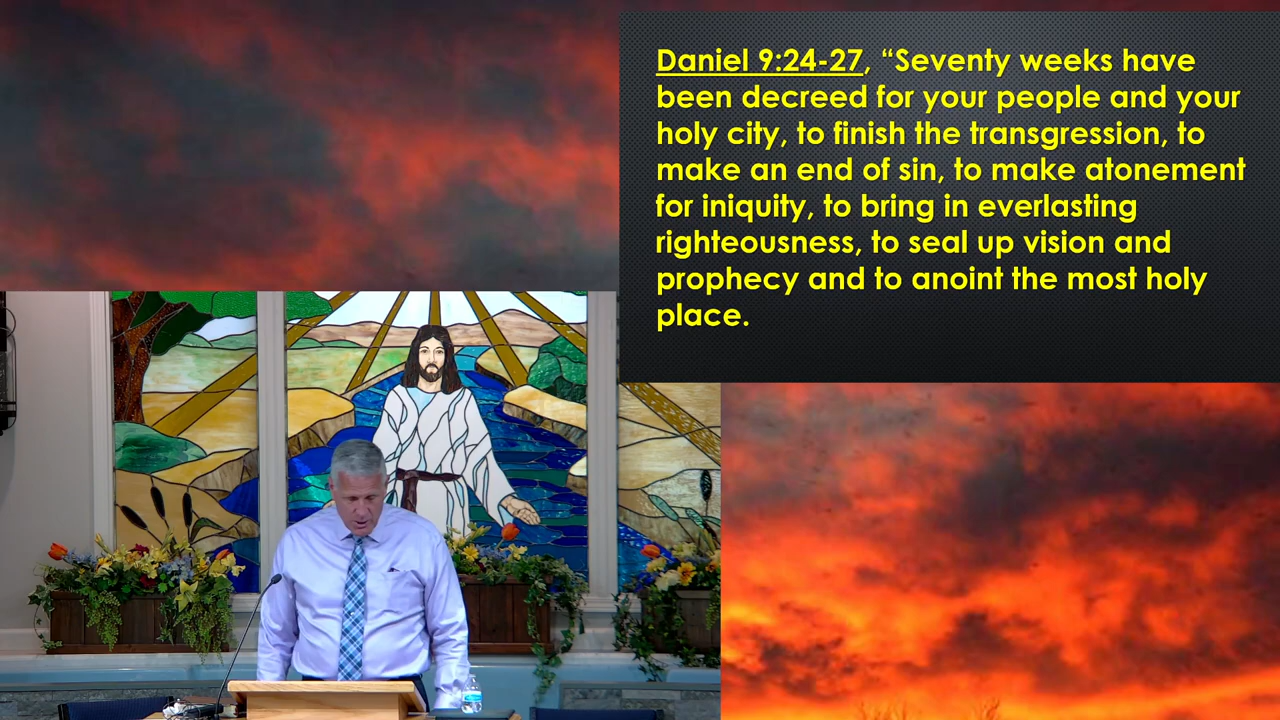 Daniel 9:24-27, “Seventy weeks have
been decreed for your people and your
holy city, to finish the transgression, to
make an end of sin, to make atonement
for iniquity, to bring in everlasting
righteousness, to seal up vision and
prophecy and to anoint the most holy
place.